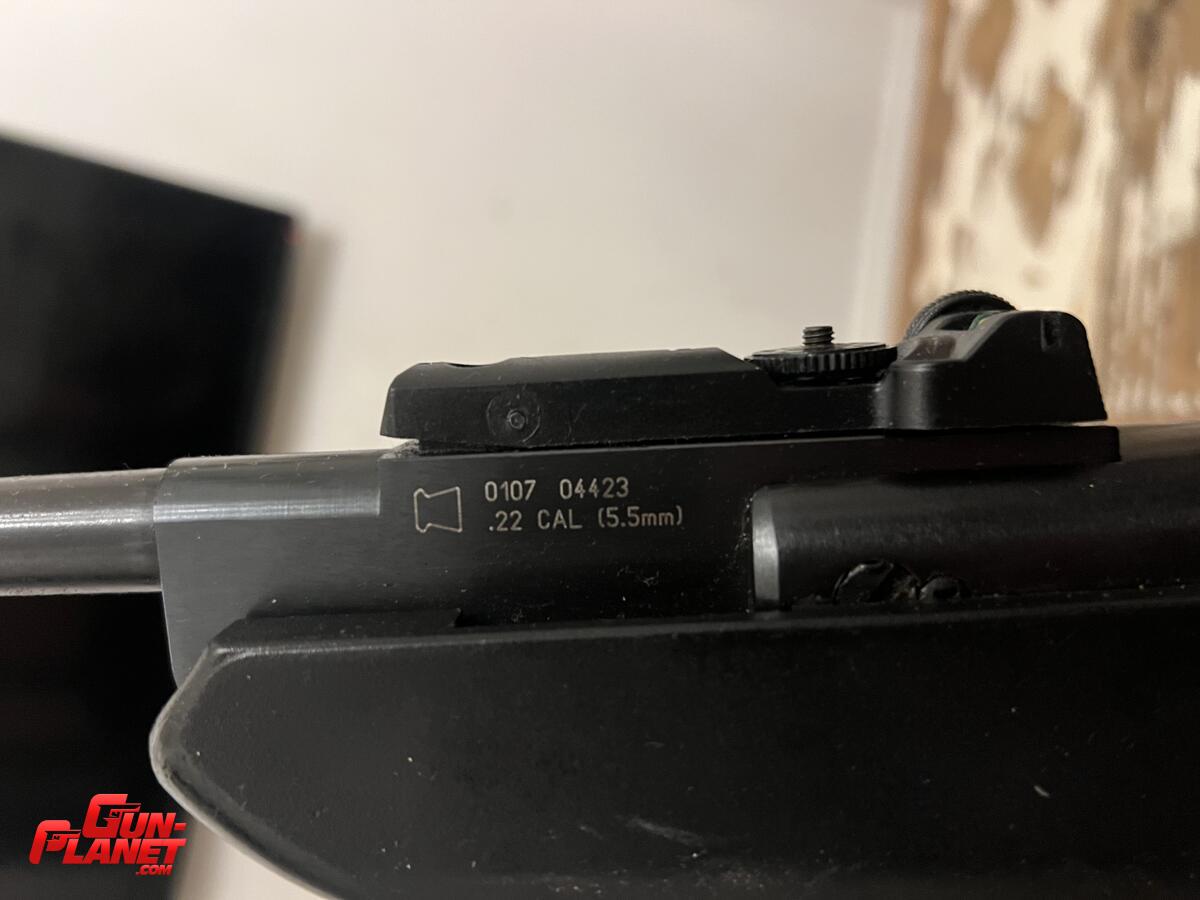 0107 04423
.22 CAL (5.5mm)
GUN-
PLANET
.COM